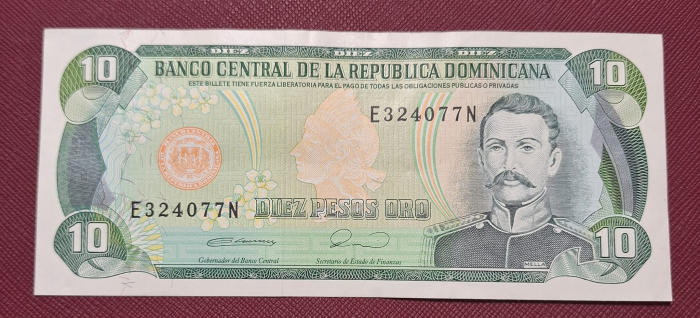 DIEZ DIEZ DIEZ
10 10
BANCO CENTRAL DE LA REPUBLICA DOMINICANA
ESTE BILLETE TIENE FUERZA LIBERATORIA PARA EL PAGO DE TODAS LAS OBLIGACIONES PUBLICAS O PRIVADAS
E324077N
E324077N
DIEZ PESOS ORO
10 10
Gobernador del Banco Central Secretario de Estado de Finanzas
MELLA